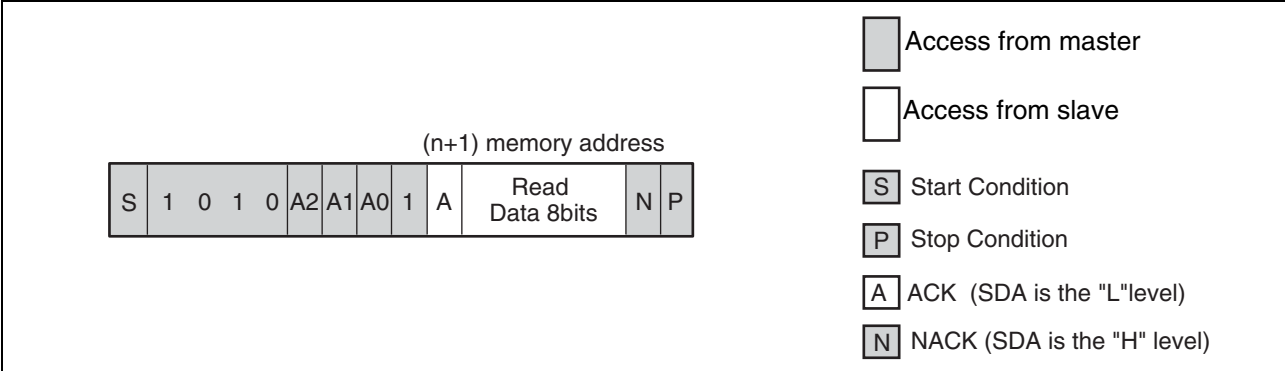 (n+1) memory address
S 1 0 1 0 A2 A1 A0 1 A Read Data 8bits N P
Access from master
Access from slave
S Start Condition
P Stop Condition
A ACK (SDA is the "L"level)
N NACK (SDA is the "H" level)